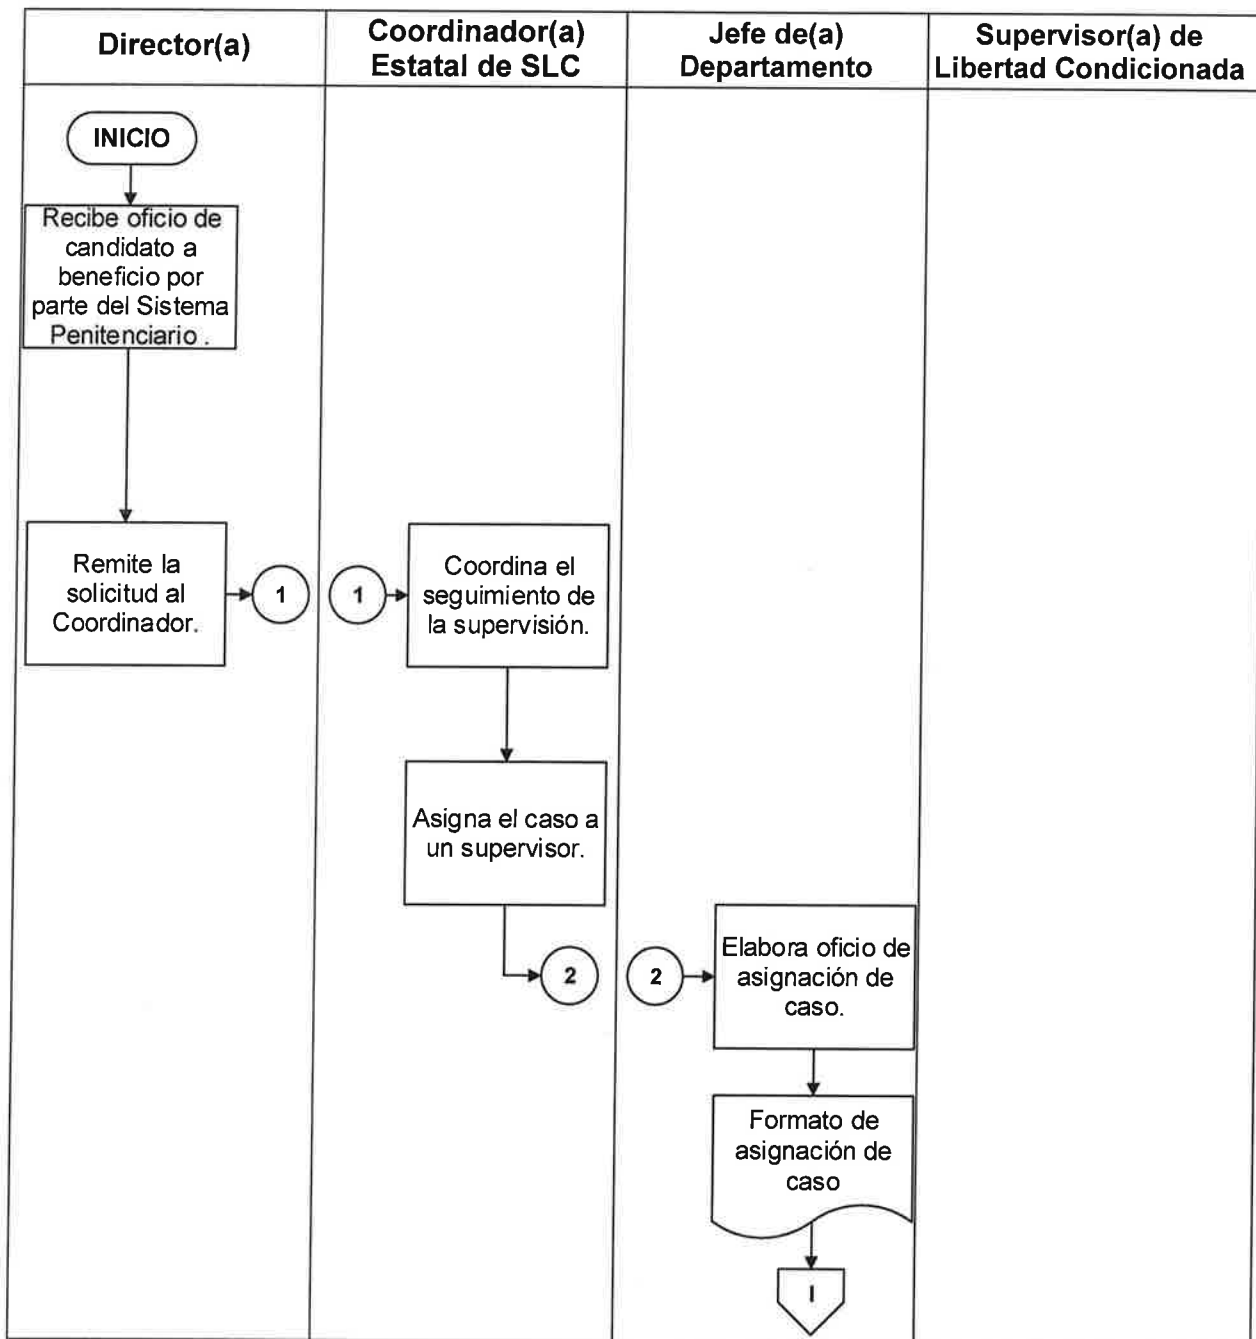 Director(a)
Coordinador(a)
Estatal de SLC
Jefe de(a)
Departamento
Supervisor(a) de
Libertad Condicionada
INICIO
Recibe oficio de
candidato a
beneficio por
parte del Sistema
Penitenciario .
Remite la
solicitud al
Coordinador.
1
1
Coordina el
seguimiento de
la supervisión.
Asigna el caso a
un supervisor.
2
2
Elabora oficio de
asignación de
caso.
Formato de
asignación de
caso
I